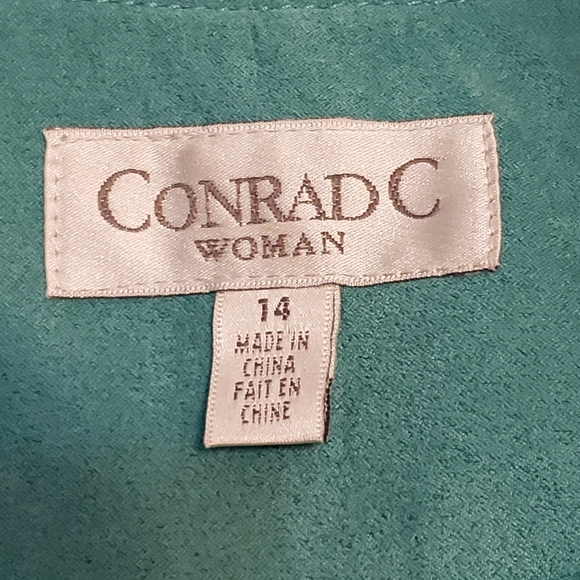 CONRAD C
WOMAN
14
MADE IN
CHINA
FAIT EN
CHINE